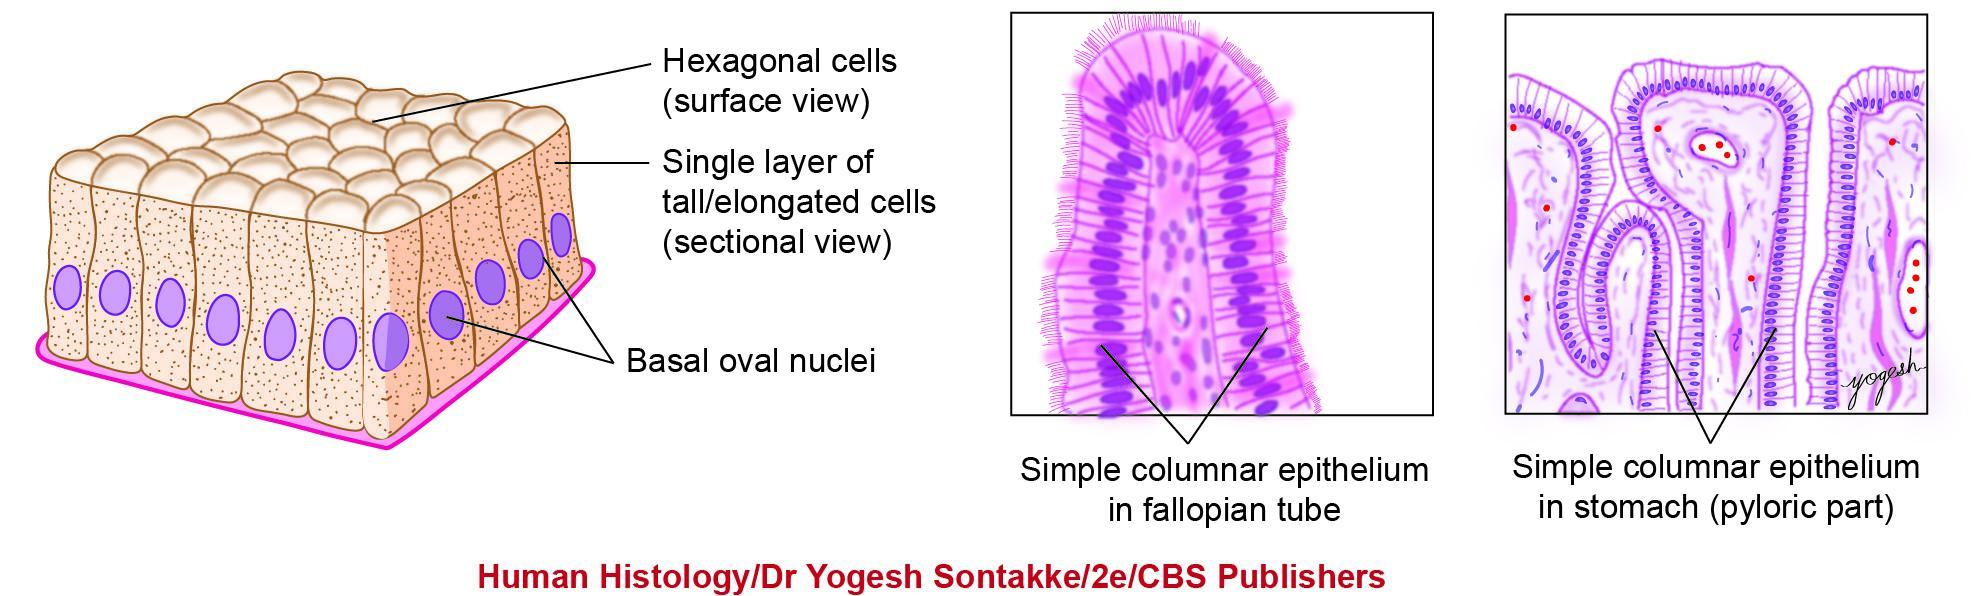 Hexagonal cells
(surface view)
Single layer of
tall/elongated cells
(sectional view)
Basal oval nuclei
Simple columnar epithelium
in fallopian tube
yogesh
Simple columnar epithelium
in stomach (pyloric part)
Human Histology/Dr Yogesh Sontakke/2e/CBS Publishers